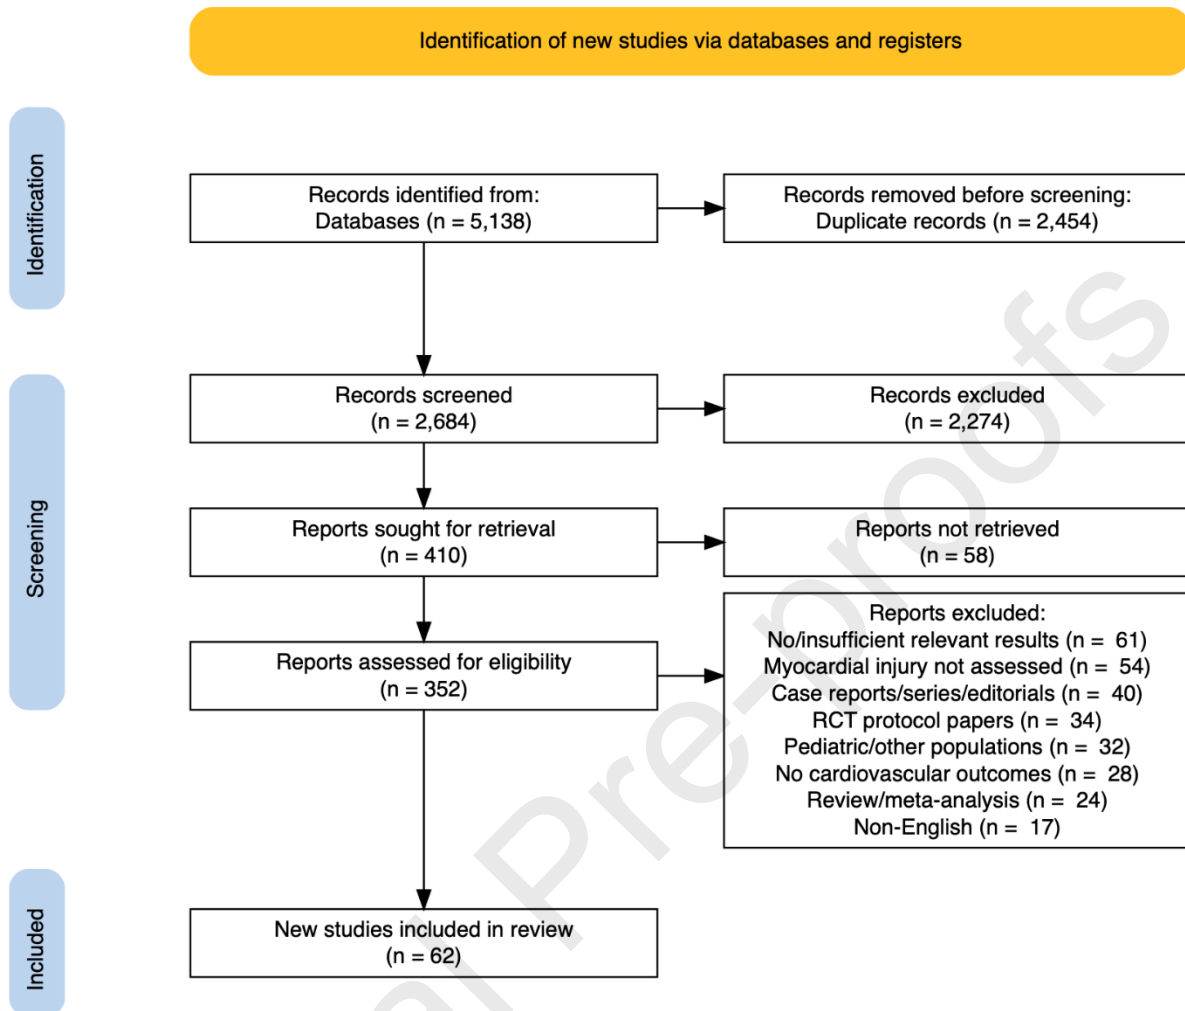 Identification of new studies via databases and registers
Identification
Records identified from:
Databases (n = 5,138)
Records removed before screening:
Duplicate records (n = 2,454)
Screening
Records screened
(n = 2,684)
Records excluded
(n = 2,274)
Reports sought for retrieval
(n = 410)
Reports not retrieved
(n = 58)
Reports assessed for eligibility
(n = 352)
Reports excluded:
No/insufficient relevant results (n = 61)
Myocardial injury not assessed (n = 54)
Case reports/series/editorials (n = 40)
RCT protocol papers (n = 34)
Pediatric/other populations (n = 32)
No cardiovascular outcomes (n = 28)
Review/meta-analysis (n = 24)
Non-English (n = 17)
Included
New studies included in review
(n = 62)
al Pre-proofs